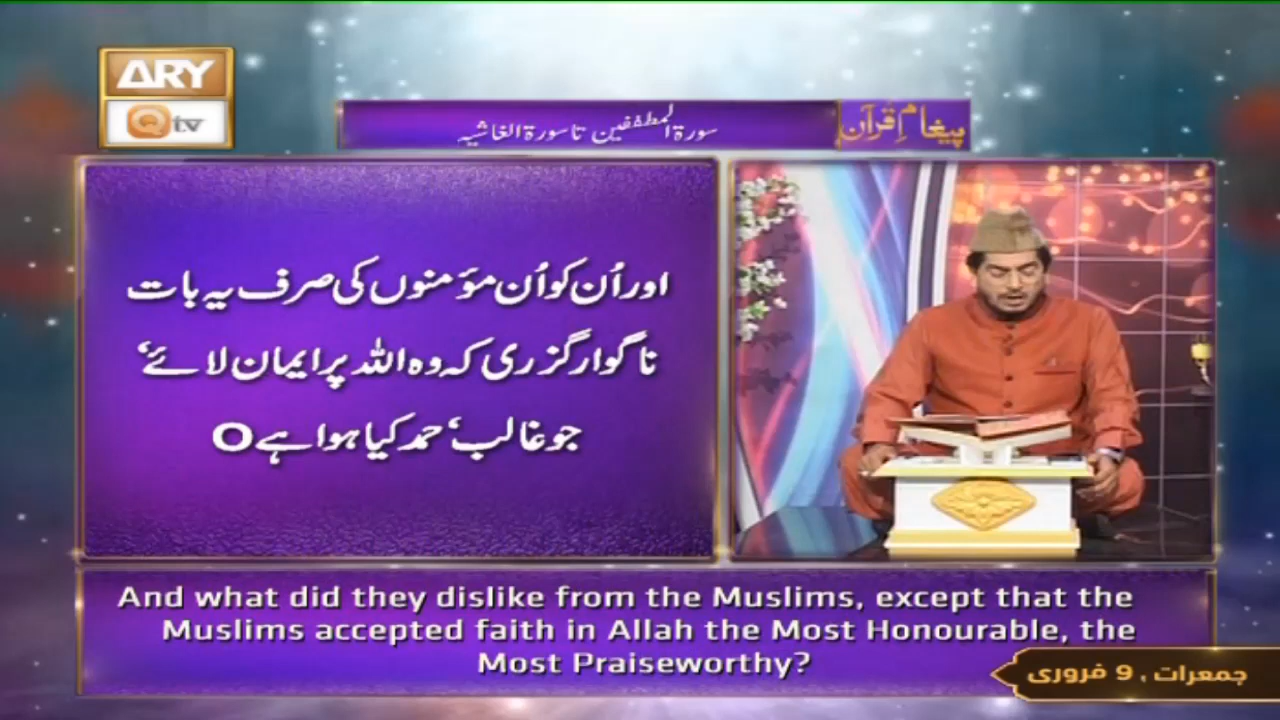 ARY
Qtv
پیغامِ قرآن
سورۃ المطففین تا سورۃ الغاشیہ
اور اُن کو اُن مؤمنوں کی صرف یہ بات
ناگوار گزری کہ وہ اللہ پر ایمان لائے،
جو غالب، حمد کیا ہوا ہے O
And what did they dislike from the Muslims, except that the
Muslims accepted faith in Allah the Most Honourable, the
Most Praiseworthy?
جمعرات , 9 فروری